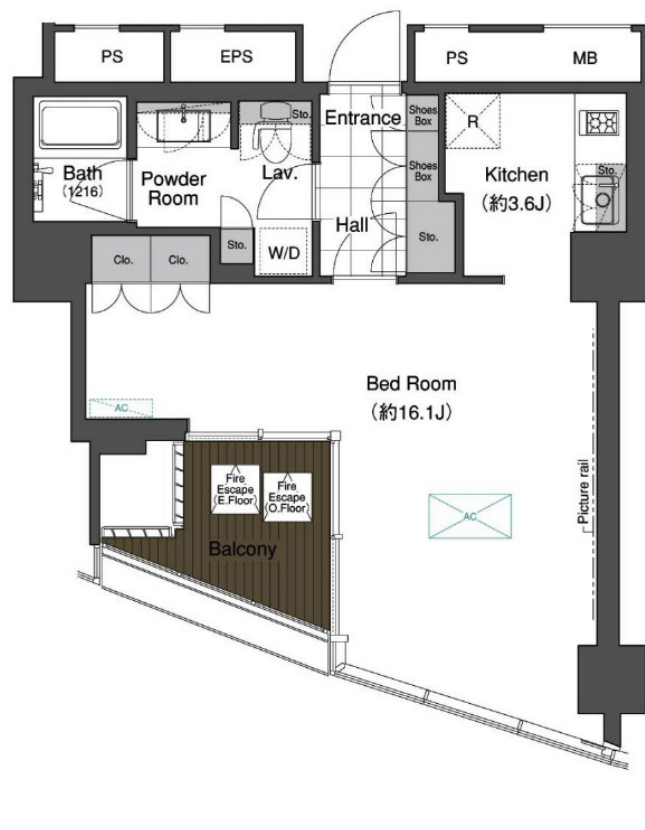 PS
EPS
PS
MB
Bath
(1216)
Powder
Room
Sto.
Lav.
Entrance
Shoes
Box
Shoes
Box
R
Kitchen
(約3.6J)
Sto.
Hall
Sto.
Sto.
W/D
Clo.
Clo.
Bed Room
(約16.1J)
AC
Fire
Escape
(E.Floor)
Fire
Escape
(O.Floor)
Balcony
AC
Picture rail